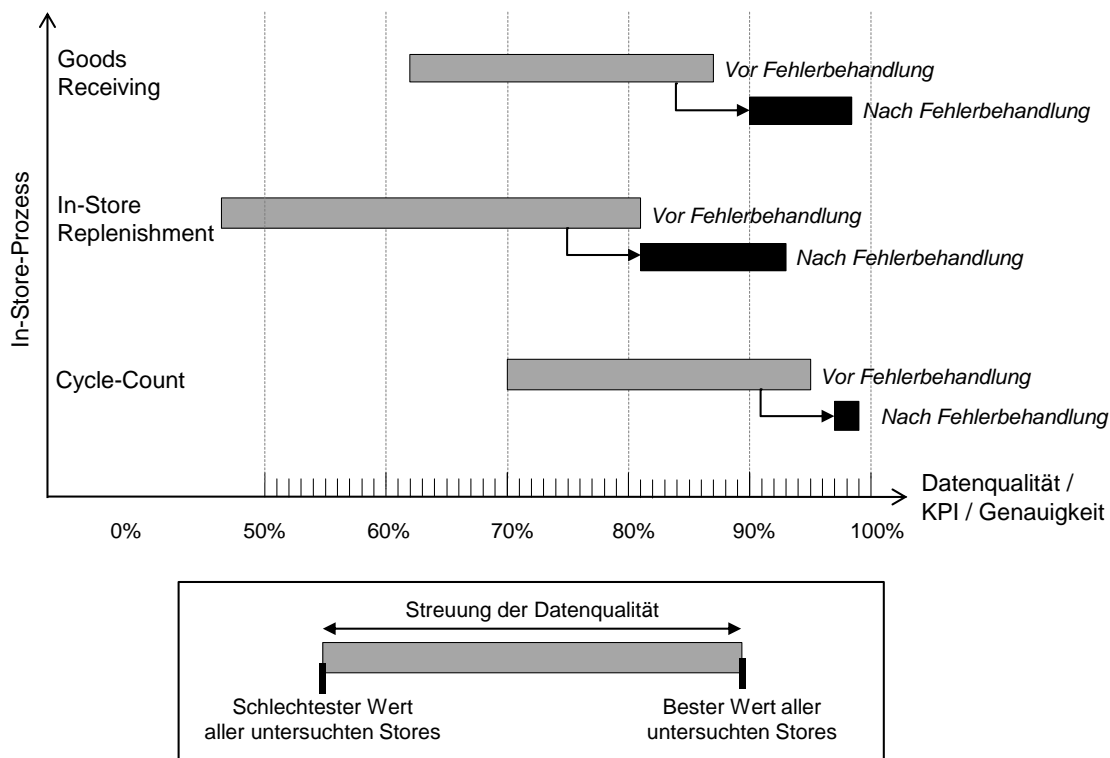 Goods
Receiving
Vor Fehlerbehandlung
Nach Fehlerbehandlung
In-Store
Replenishment
Vor Fehlerbehandlung
Nach Fehlerbehandlung
Cycle-Count
Vor Fehlerbehandlung
Nach Fehlerbehandlung
In-Store-Prozess
Datenqualität /
KPI / Genauigkeit
0% 50% 60% 70% 80% 90% 100%
Streuung der Datenqualität
Schlechtester Wert
aller untersuchten Stores
Bester Wert aller
untersuchten Stores